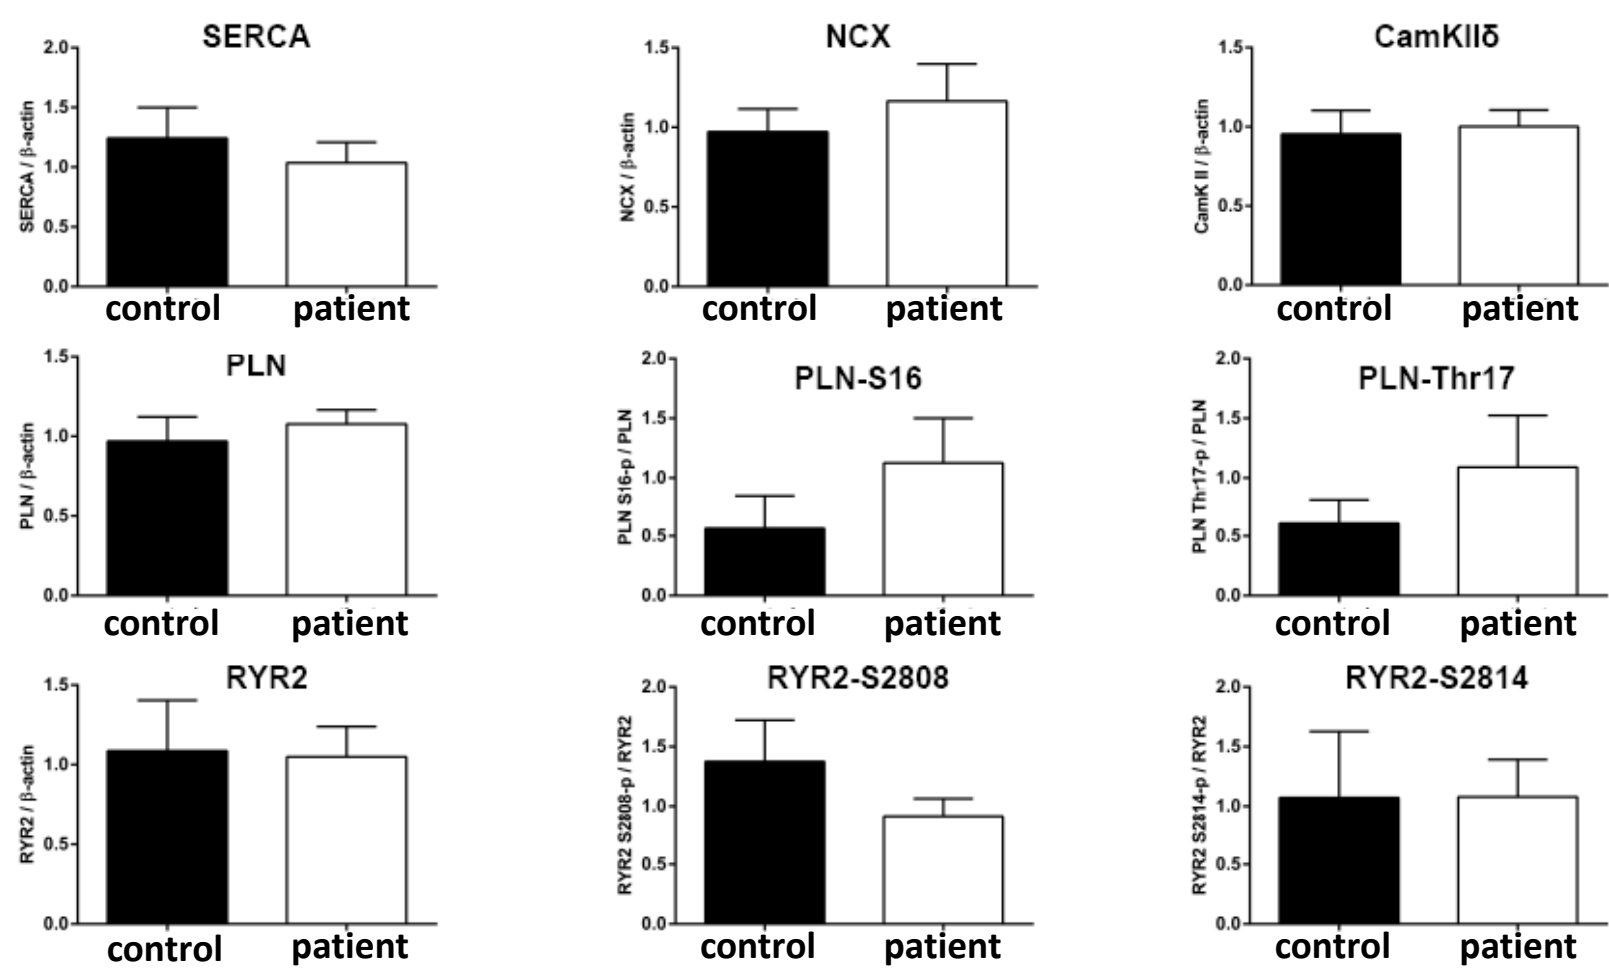 SERCA
SERCA / β-actin
2.0
1.5
1.0
0.5
0.0
control patient
NCX
NCX / β-actin
1.5
1.0
0.5
0.0
control patient
CamKIIδ
CamK II / β-actin
1.5
1.0
0.5
0.0
control patient
PLN
PLN / β-actin
1.5
1.0
0.5
0.0
control patient
PLN-S16
PLN S16-p / PLN
2.0
1.5
1.0
0.5
0.0
control patient
PLN-Thr17
PLN Thr17-p / PLN
2.0
1.5
1.0
0.5
0.0
control patient
RYR2
RYR2 / β-actin
1.5
1.0
0.5
0.0
control patient
RYR2-S2808
RYR2 S2808-p / RYR2
2.0
1.5
1.0
0.5
0.0
control patient
RYR2-S2814
RYR2 S2814-p / RYR2
2.0
1.5
1.0
0.5
0.0
control patient